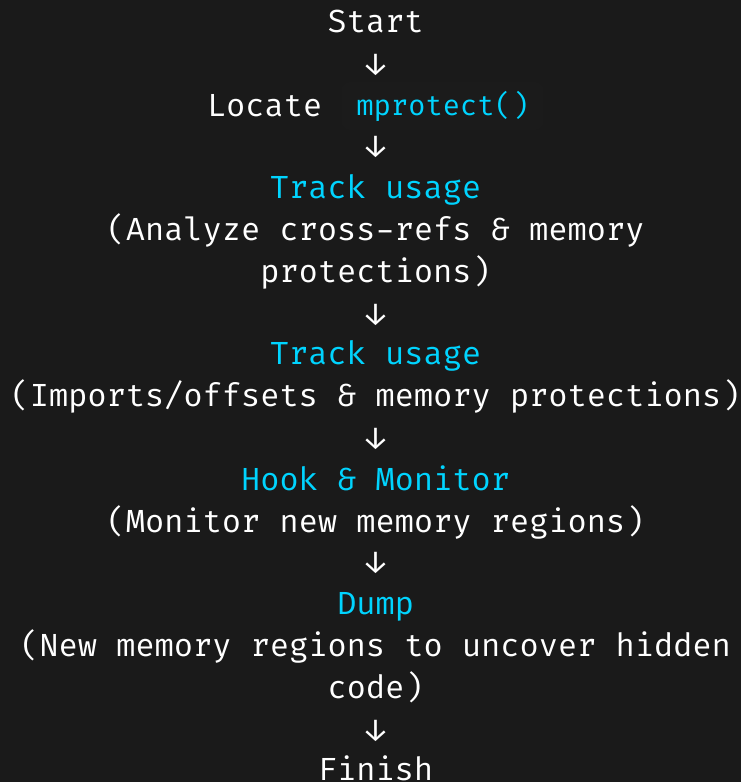 Start
↓
Locate mprotect()
↓
Track usage
(Analyze cross-refs & memory
protections)
↓
Track usage
(Imports/offsets & memory protections)
↓
Hook & Monitor
(Monitor new memory regions)
↓
Dump
(New memory regions to uncover hidden
code)
↓
Finish